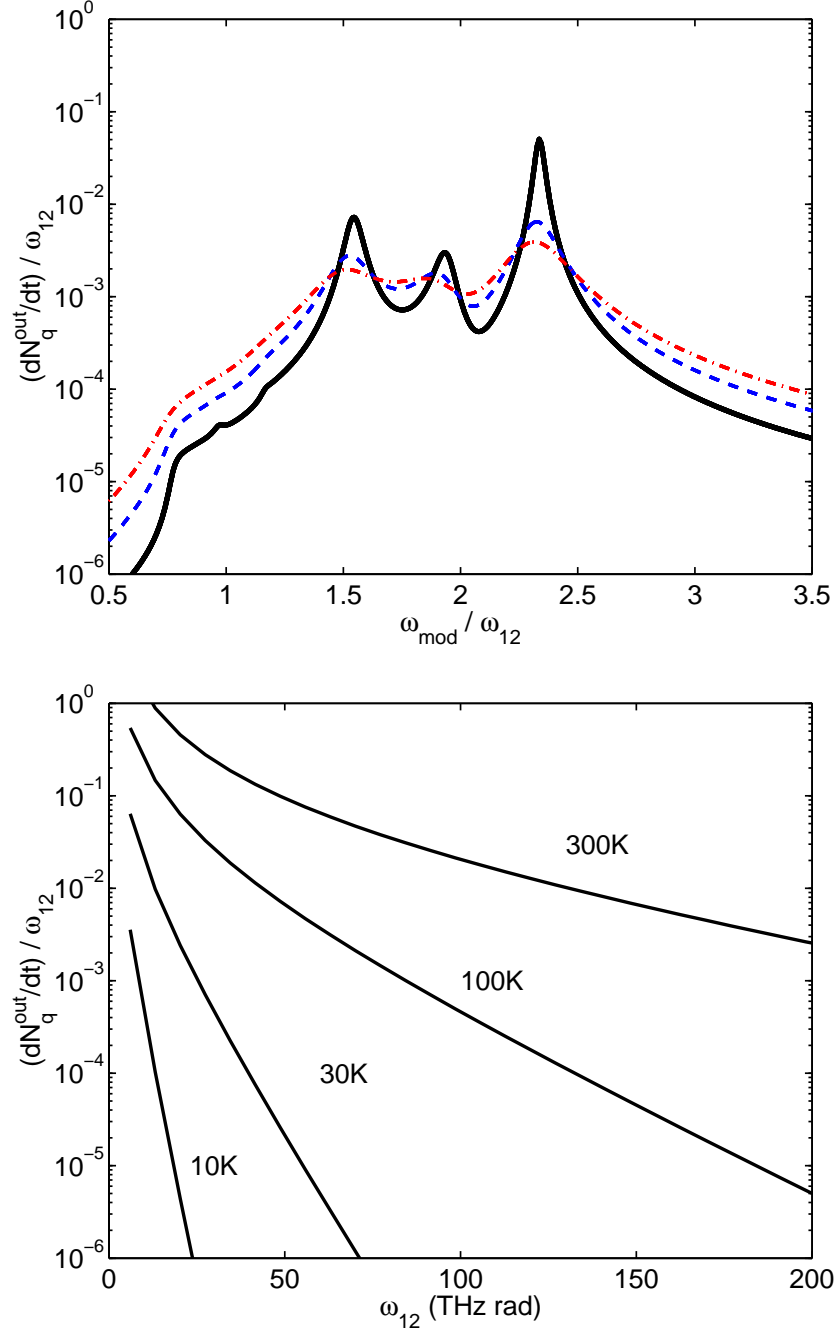 10^0
10^-1
10^-2
10^-3
10^-4
10^-5
10^-6
(dN_q^out/dt) / ω_12
0.5 1 1.5 2 2.5 3 3.5
ω_mod / ω_12
10^0
10^-1
10^-2
10^-3
10^-4
10^-5
10^-6
(dN_q^out/dt) / ω_12
300K
100K
30K
10K
0 50 100 150 200
ω_12 (THz rad)